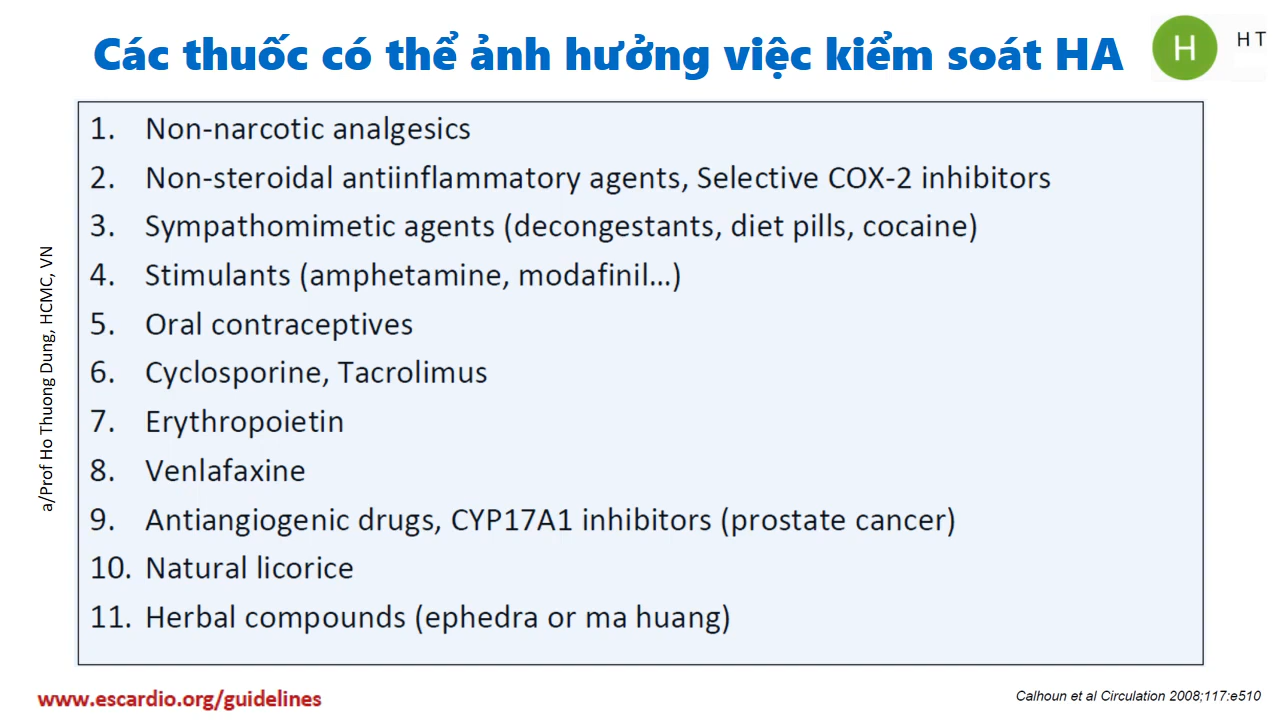 Các thuốc có thể ảnh hưởng việc kiểm soát HA
H
H T
1. Non-narcotic analgesics
2. Non-steroidal antiinflammatory agents, Selective COX-2 inhibitors
3. Sympathomimetic agents (decongestants, diet pills, cocaine)
4. Stimulants (amphetamine, modafinil...)
5. Oral contraceptives
6. Cyclosporine, Tacrolimus
7. Erythropoietin
8. Venlafaxine
9. Antiangiogenic drugs, CYP17A1 inhibitors (prostate cancer)
10. Natural licorice
11. Herbal compounds (ephedra or ma huang)
a/Prof Ho Thuong Dung, HCMC, VN
www.escardio.org/guidelines
Calhoun et al Circulation 2008;117:e510